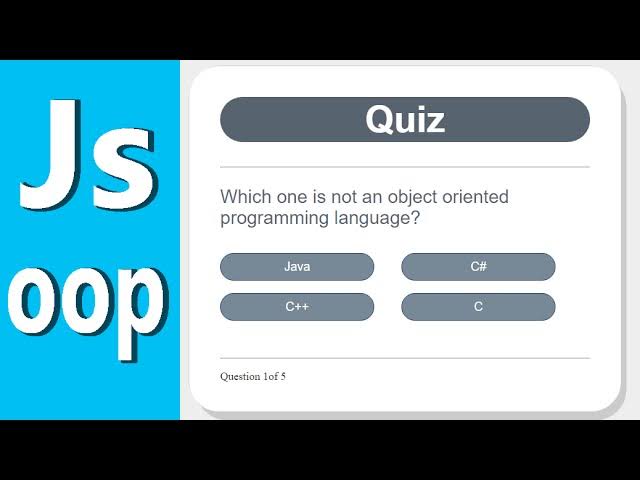 Js
oop
Quiz
Which one is not an object oriented
programming language?
Java
C#
C++
C
Question 1of 5